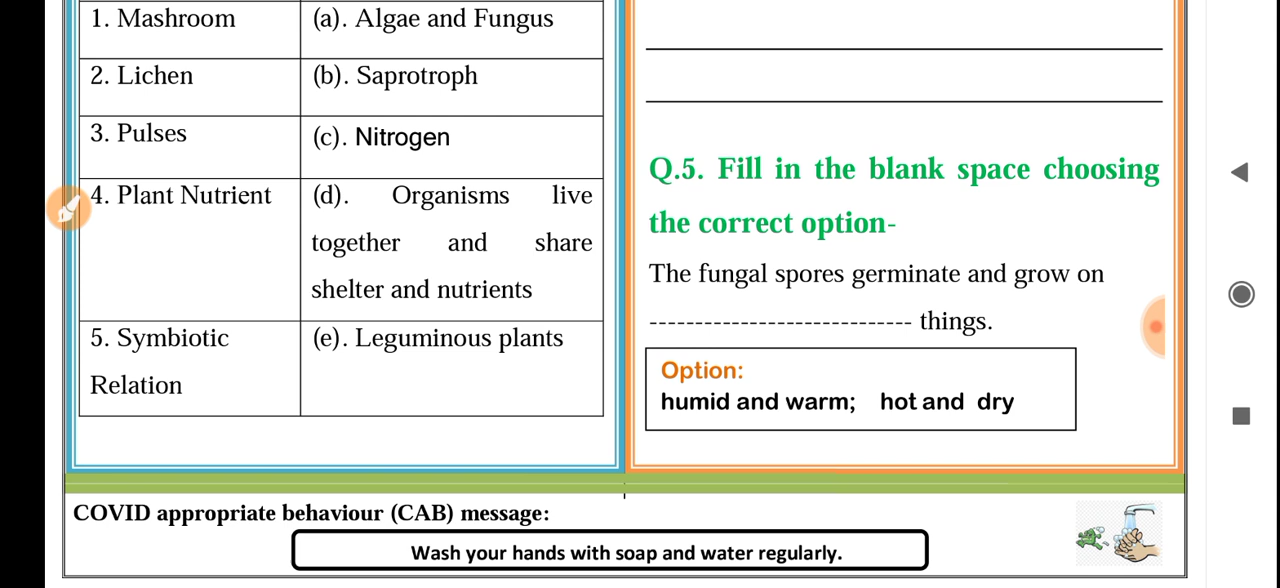 1. Mashroom
(a). Algae and Fungus
2. Lichen
(b). Saprotroph
3. Pulses
(c). Nitrogen
4. Plant Nutrient
(d). Organisms live
together and share
shelter and nutrients
5. Symbiotic
Relation
(e). Leguminous plants
Q.5. Fill in the blank space choosing
the correct option-
The fungal spores germinate and grow on
---------------------------- things.
Option:
humid and warm; hot and dry
COVID appropriate behaviour (CAB) message:
Wash your hands with soap and water regularly.